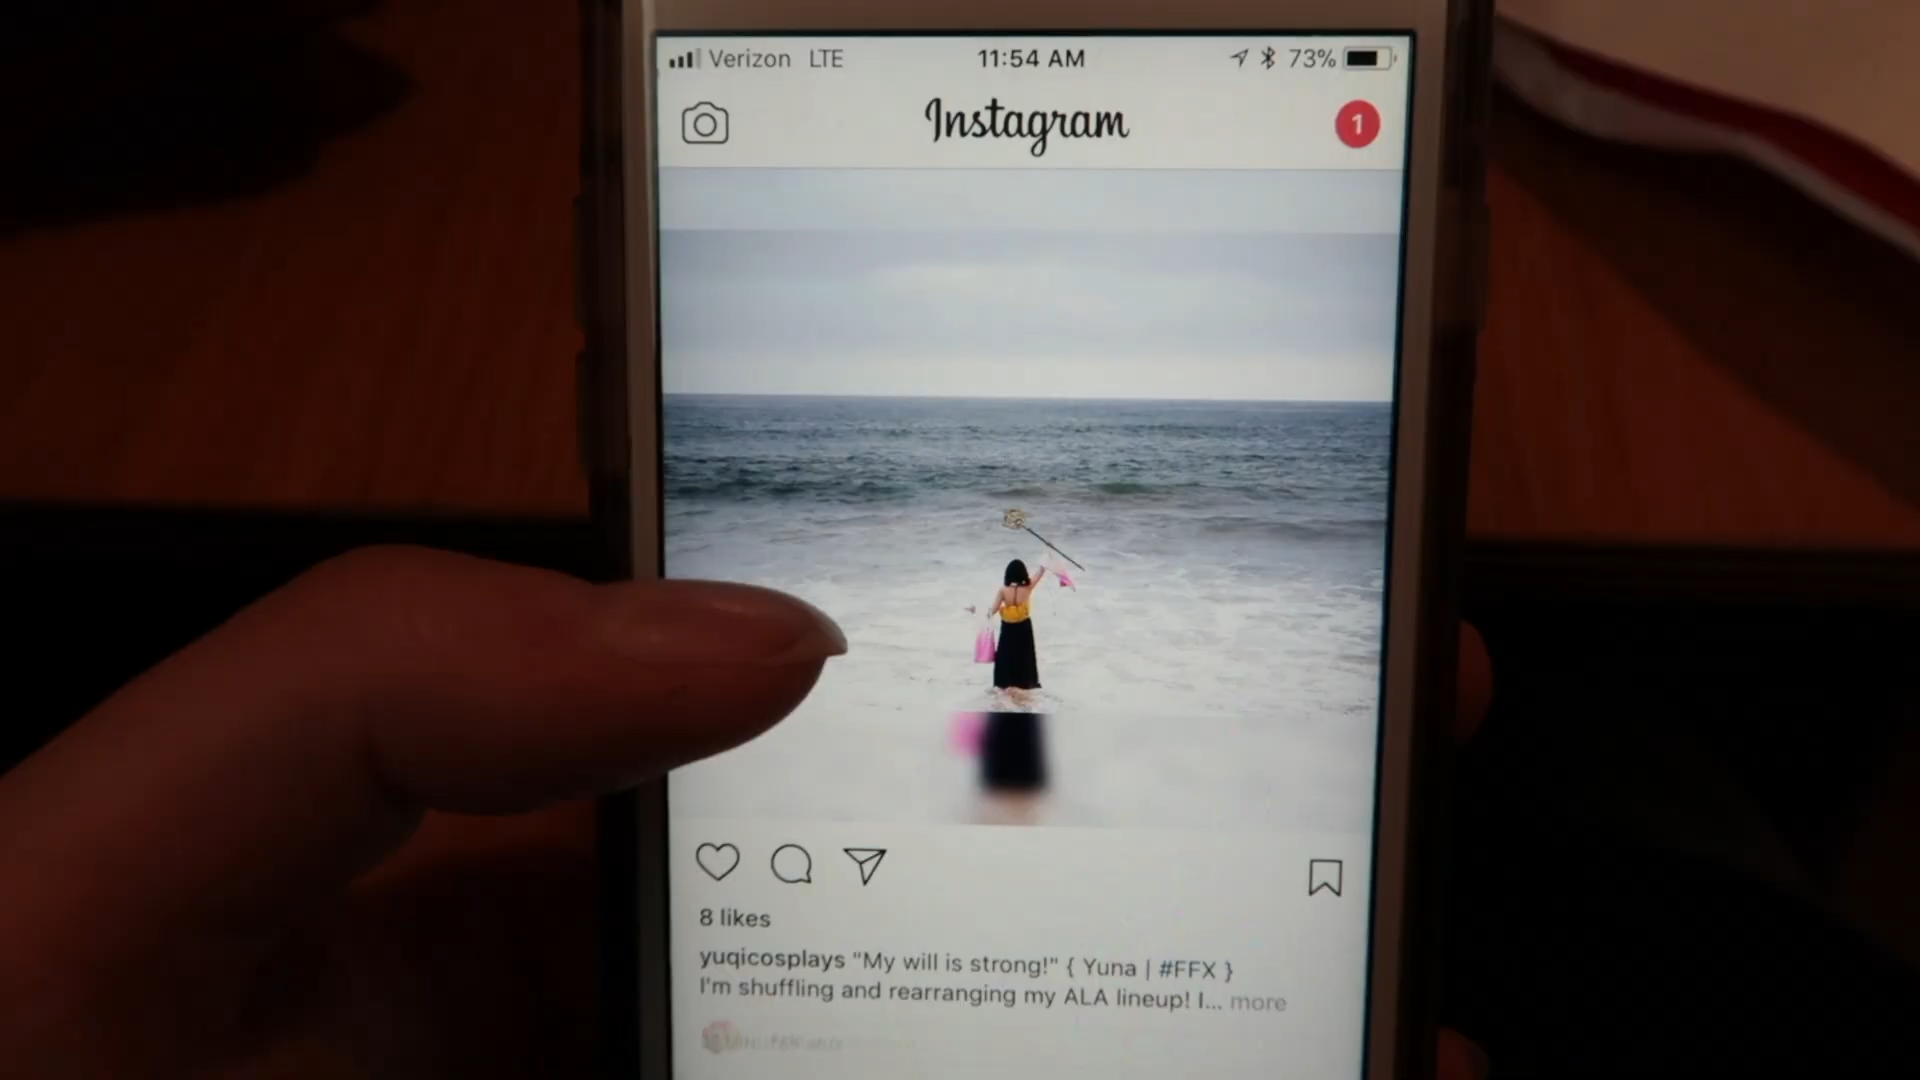 Verizon LTE 11:54 AM 73%
Instagram 1
8 likes
yuqicosplays "My will is strong!" { Yuna | #FFX }
I'm shuffling and rearranging my ALA lineup! I... more